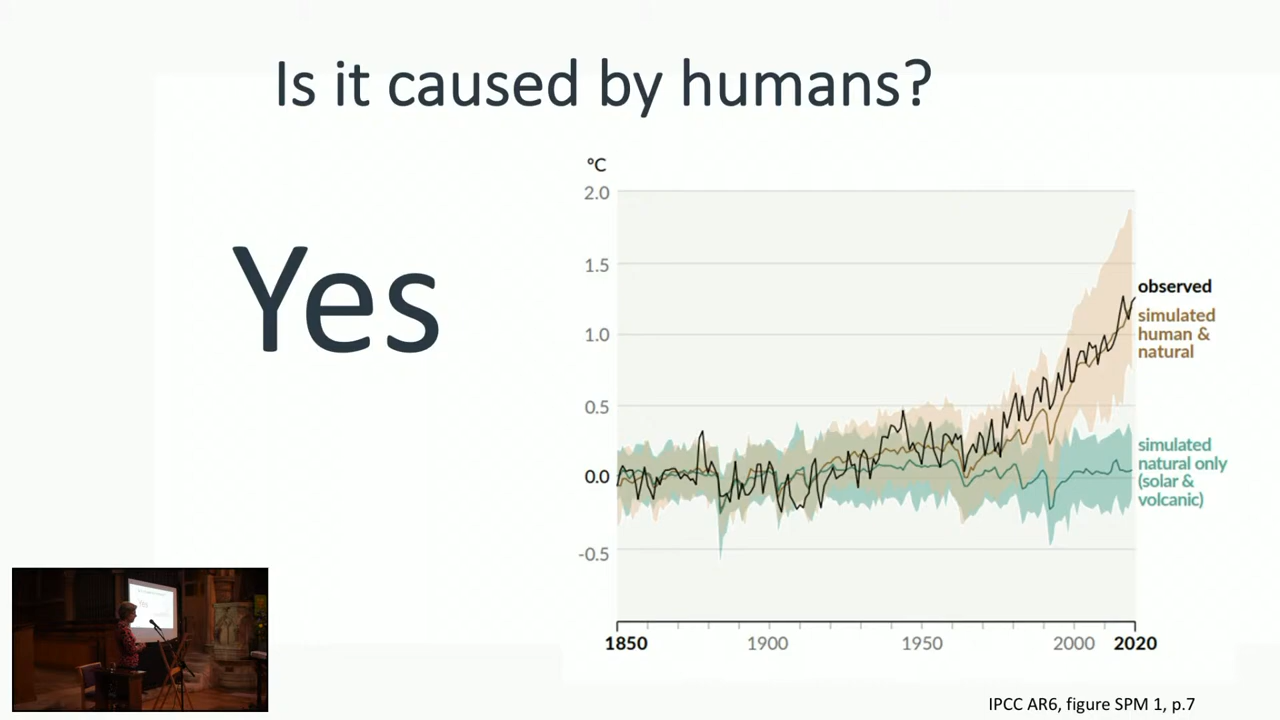 Is it caused by humans?
Yes
°C
2.0
1.5
1.0
0.5
0.0
-0.5
1850
1900
1950
2000
2020
observed
simulated
human &
natural
simulated
natural only
(solar &
volcanic)
IPCC AR6, figure SPM 1, p.7